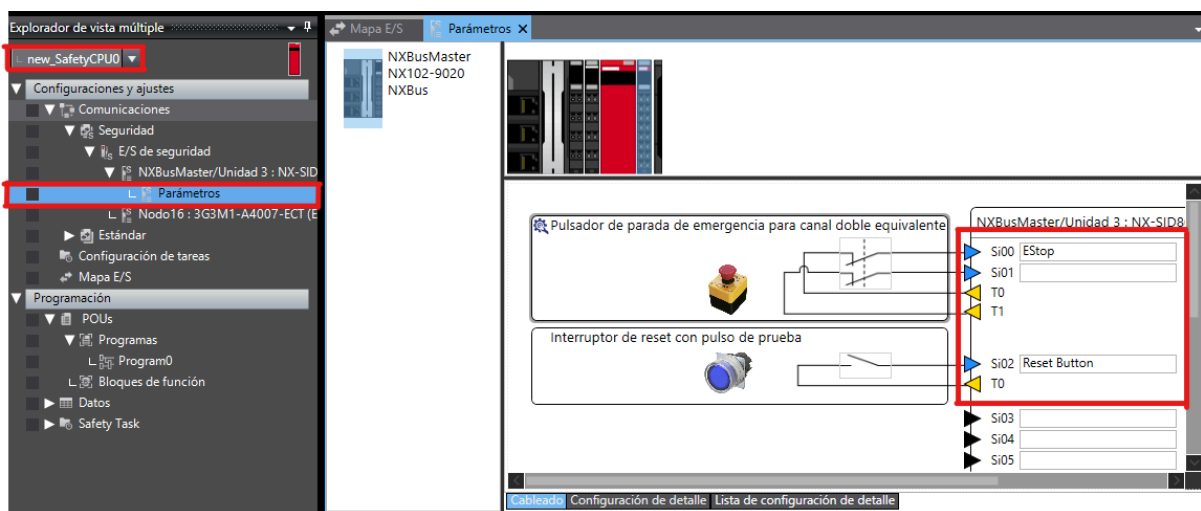 Explorador de vista múltiple
new_SafetyCPU0
Configuraciones y ajustes
Comunicaciones
Seguridad
E/S de seguridad
NXBusMaster/Unidad 3 : NX-SID
Parámetros
Nodo16 : 3G3M1-A4007-ECT (E
Estándar
Configuración de tareas
Mapa E/S
Programación
POUs
Programas
Program0
Bloques de función
Datos
Safety Task
Mapa E/S
Parámetros
NXBusMaster
NX102-9020
NXBus
Pulsador de parada de emergencia para canal doble equivalente
Interruptor de reset con pulso de prueba
NXBusMaster/Unidad 3 : NX-SID8
Si00 EStop
Si01
T0
T1
Si02 Reset Button
T0
Si03
Si04
Si05
Cableado Configuración de detalle Lista de configuración de detalle